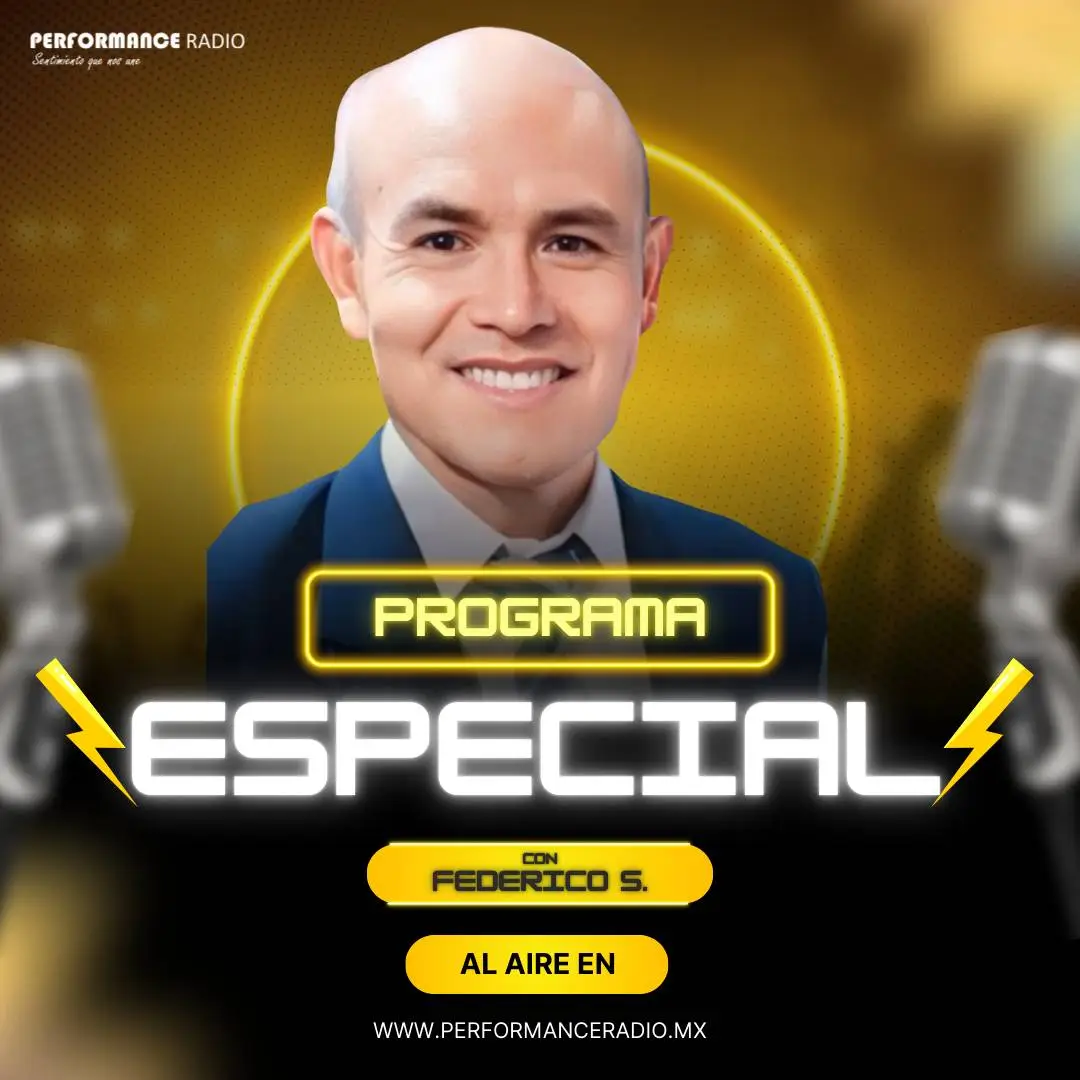 PERFORMANCE RADIO
Sentimiento que nos une
PROGRAMA
ESPECIAL
CON
FEDERICO S.
AL AIRE EN
WWW.PERFORMANCERADIO.MX